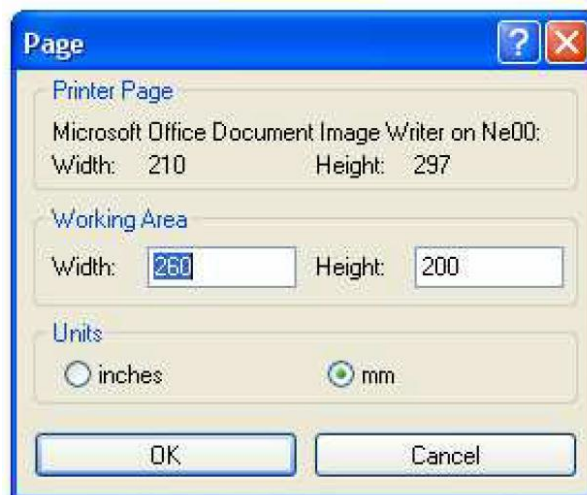 Page
Printer Page
Microsoft Office Document Image Writer on Ne00:
Width: 210 Height: 297
Working Area
Width: 260 Height: 200
Units
inches mm
OK Cancel